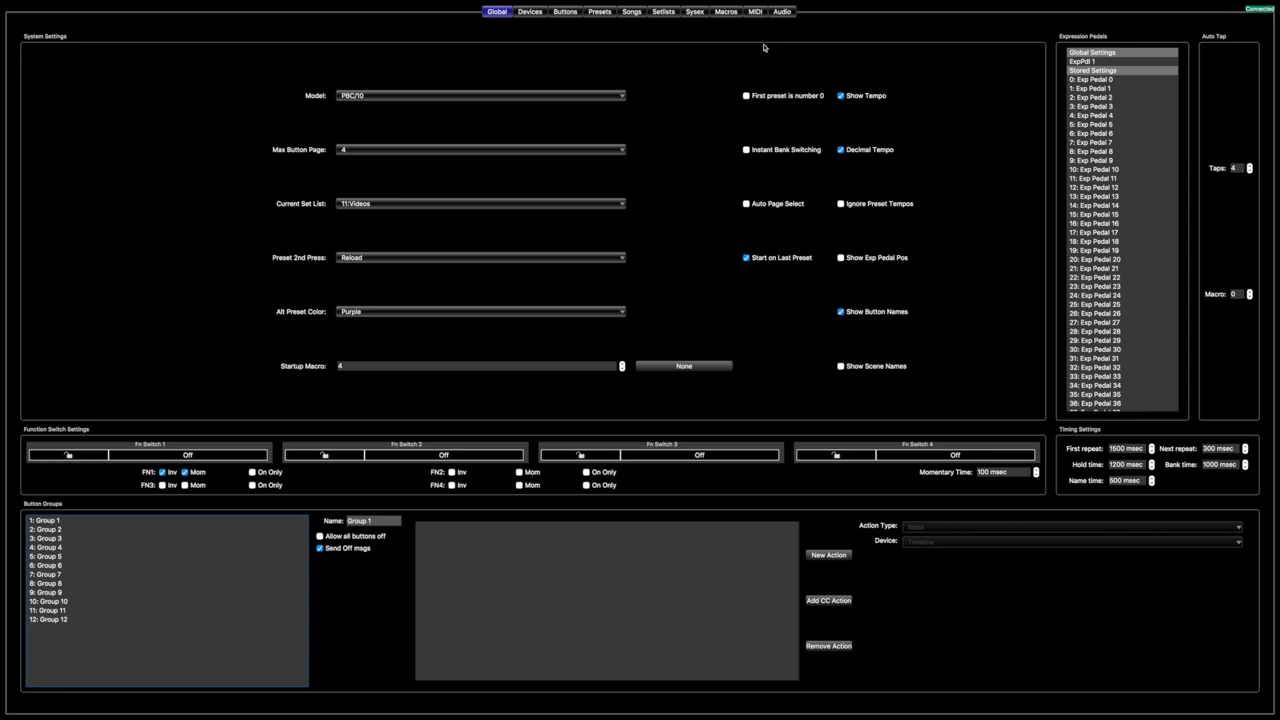 Global Devices Buttons Presets Songs Setlists Sysex Macros MIDI Audio
Connected
System Settings
Model: PBC/10
First preset is number 0
Show Tempo
Max Button Page: 4
Instant Bank Switching
Decimal Tempo
Current Set List: 11:Videos
Auto Page Select
Ignore Preset Tempos
Preset 2nd Press: Reload
Start on Last Preset
Show Exp Pedal Pos
Alt Preset Color: Purple
Show Button Names
Startup Macro: 4
None
Show Scene Names
Expression Pedals
Global Settings
ExpPdl 1
Stored Settings
0: Exp Pedal 0
1: Exp Pedal 1
2: Exp Pedal 2
3: Exp Pedal 3
4: Exp Pedal 4
5: Exp Pedal 5
6: Exp Pedal 6
7: Exp Pedal 7
8: Exp Pedal 8
9: Exp Pedal 9
10: Exp Pedal 10
11: Exp Pedal 11
12: Exp Pedal 12
13: Exp Pedal 13
14: Exp Pedal 14
15: Exp Pedal 15
16: Exp Pedal 16
17: Exp Pedal 17
18: Exp Pedal 18
19: Exp Pedal 19
20: Exp Pedal 20
21: Exp Pedal 21
22: Exp Pedal 22
23: Exp Pedal 23
24: Exp Pedal 24
25: Exp Pedal 25
26: Exp Pedal 26
27: Exp Pedal 27
28: Exp Pedal 28
29: Exp Pedal 29
30: Exp Pedal 30
31: Exp Pedal 31
32: Exp Pedal 32
33: Exp Pedal 33
34: Exp Pedal 34
35: Exp Pedal 35
36: Exp Pedal 36
Auto Tap
Taps: 4
Macro: 0
Function Switch Settings
Fn Switch 1
Off
Fn Switch 2
Off
Fn Switch 3
Off
Fn Switch 4
Off
FN1: Inv Mom On Only
FN2: Inv Mom On Only
Momentary Time: 100 msec
FN3: Inv Mom On Only
FN4: Inv Mom On Only
Timing Settings
First repeat: 1500 msec Next repeat: 300 msec
Hold time: 1200 msec Bank time: 1000 msec
Name time: 500 msec
Button Groups
1: Group 1
2: Group 2
3: Group 3
4: Group 4
5: Group 5
6: Group 6
7: Group 7
8: Group 8
9: Group 9
10: Group 10
11: Group 11
12: Group 12
Name: Group 1
Allow all buttons off
Send Off msgs
New Action
Add CC Action
Remove Action
Action Type: None
Device: Timeline